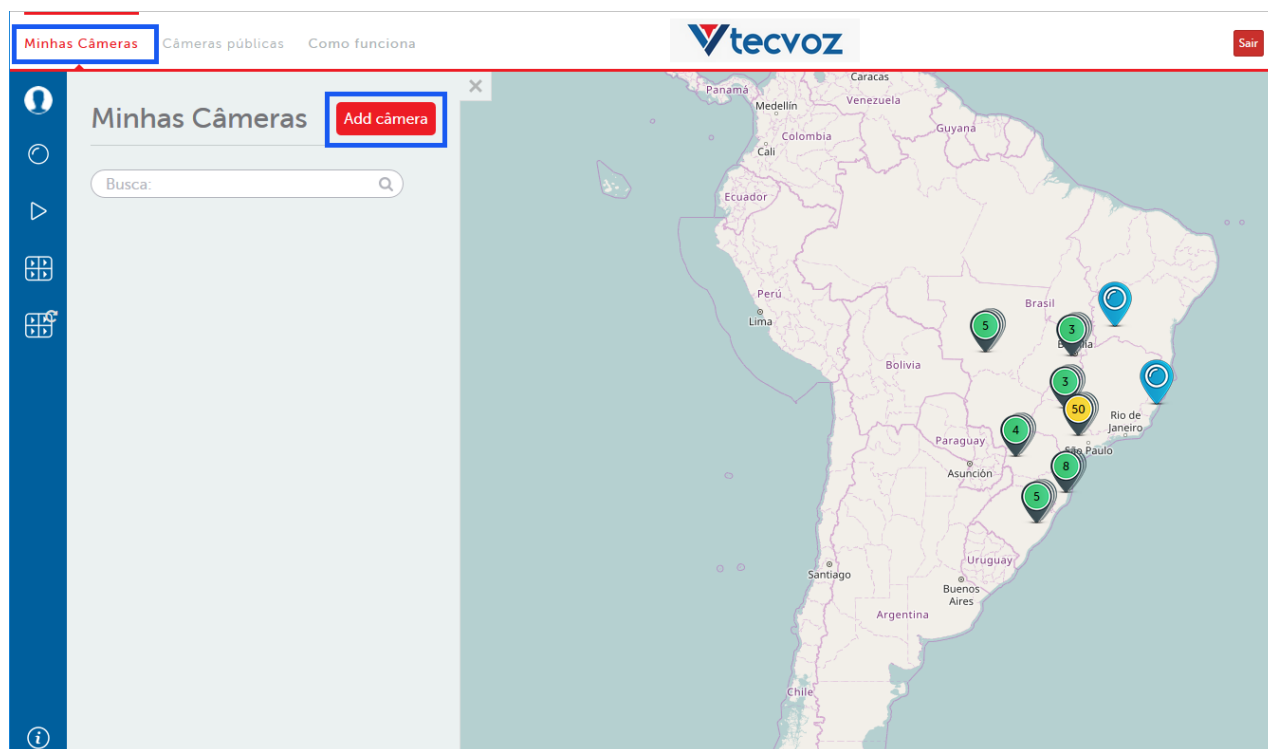 Minhas Câmeras Câmeras públicas Como funciona
tecvoz
Sair
Minhas Câmeras
Add câmera
Busca:
Caracas
Panamá
Medellín
Venezuela
Guyana
Colombia
Cali
Ecuador
Perú
Lima
Brasil
5
3
Bolivia
3
50
Rio de
Janeiro
4
Paraguay
São Paulo
8
Asunción
5
Uruguay
Santiago
Buenos
Aires
Argentina
Chile
i